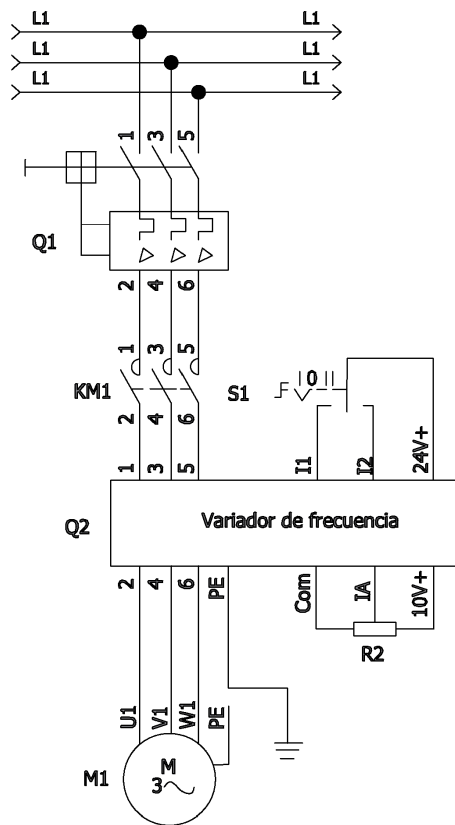 L1 L1
L1 L1
L1 L1
1 3 5
Q1
2 4 6
1 3 5
KM1
2 4 6
S1
I 0 II
1 3 5
I1 I2 24V+
Q2
Variador de frecuencia
2 4 6 PE
Com IA 10V+
R2
U1 V1 W1 PE
M1
M
3